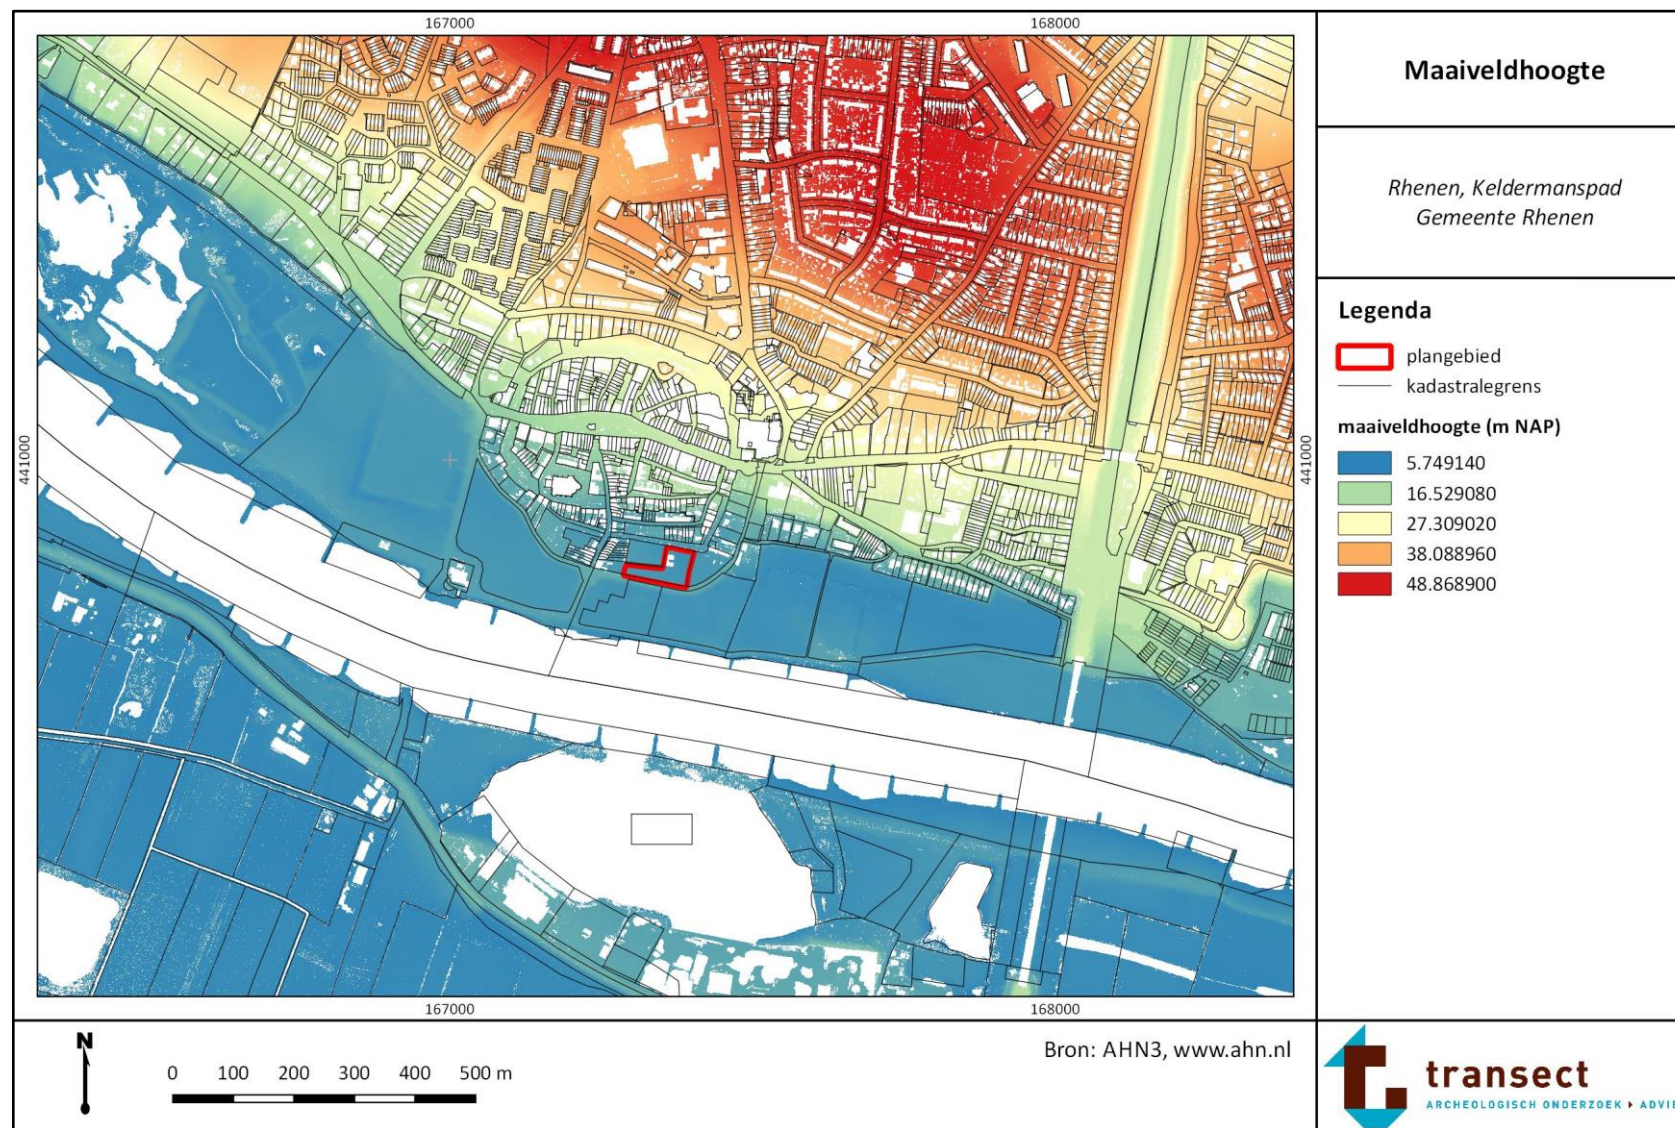 167000
168000
441000
441000
167000
168000
Maaiveldhoogte
Rhenen, Keldermanspad
Gemeente Rhenen
Legenda
plangebied
kadastralegrens
maaiveldhoogte (m NAP)
5.749140
16.529080
27.309020
38.088960
48.868900
N
0 100 200 300 400 500 m
Bron: AHN3, www.ahn.nl
transect
ARCHEOLOGISCH ONDERZOEK ▸ ADVIE